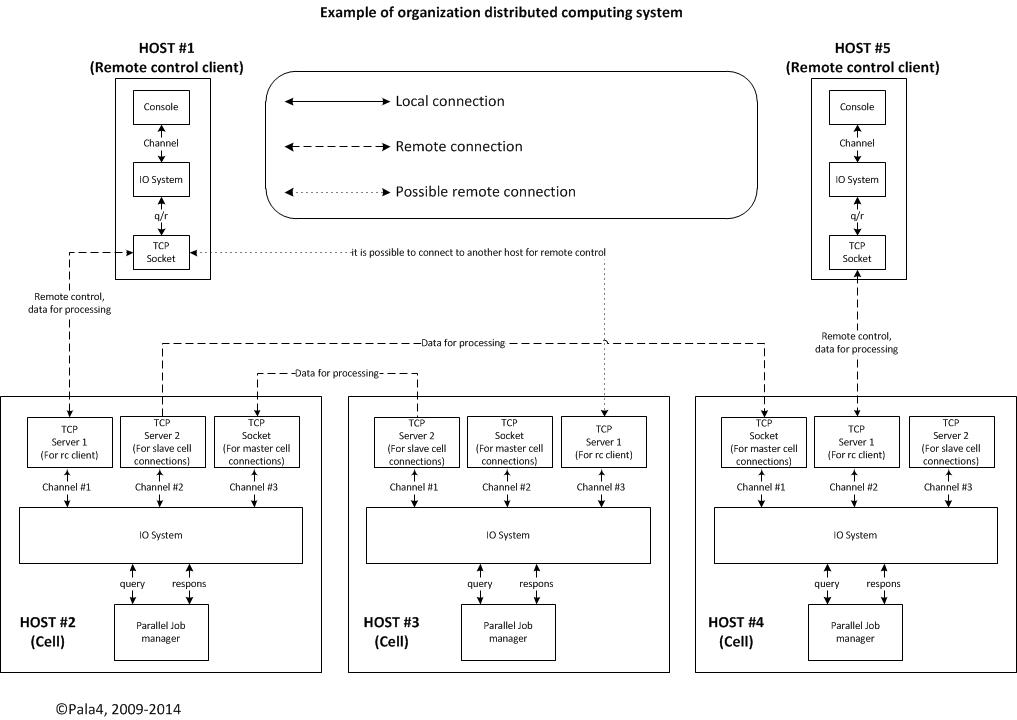 Example of organization distributed computing system
HOST #1
(Remote control client)
Console
Channel
IO System
q/r
TCP
Socket
Local connection
Remote connection
Possible remote connection
HOST #5
(Remote control client)
Console
Channel
IO System
q/r
TCP
Socket
it is possible to connect to another host for remote control
Remote control,
data for processing
Remote control,
data for processing
Data for processing
Data for processing
TCP
Server 1
(For rc client)
TCP
Server 2
(For slave cell
connections)
TCP
Socket
(For master cell
connections)
Channel #1
Channel #2
Channel #3
IO System
query
respons
HOST #2
(Cell)
Parallel Job
manager
TCP
Server 2
(For slave cell
connections)
TCP
Socket
(For master cell
connections)
TCP
Server 1
(For rc client)
Channel #1
Channel #2
Channel #3
IO System
query
respons
HOST #3
(Cell)
Parallel Job
manager
TCP
Socket
(For master cell
connections)
TCP
Server 1
(For rc client)
TCP
Server 2
(For slave cell
connections)
Channel #1
Channel #2
Channel #3
IO System
query
respons
HOST #4
(Cell)
Parallel Job
manager
©Pala4, 2009-2014